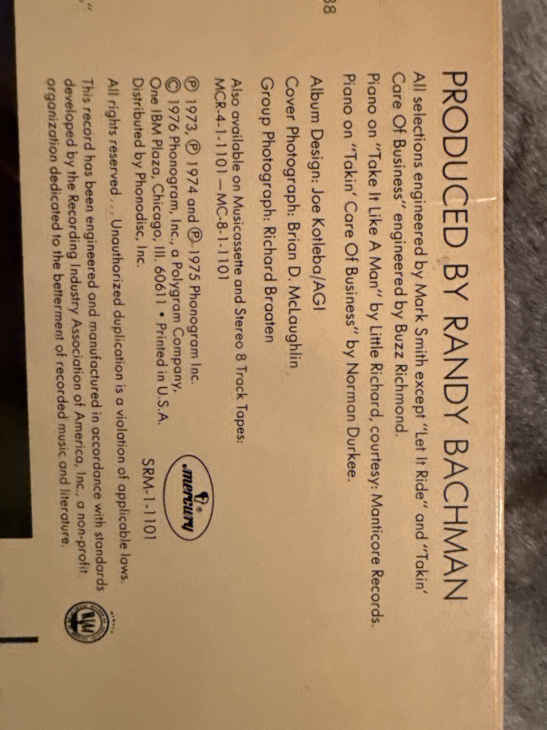 38
"
PRODUCED BY RANDY BACHMAN
All selections engineered by Mark Smith except "Let It Ride" and "Takin'
Care Of Business" engineered by Buzz Richmond.
Piano on "Take It Like A Man" by Little Richard, courtesy: Manticore Records.
Piano on "Takin' Care Of Business" by Norman Durkee.
Album Design: Joe Kotleba/AGI
Cover Photograph: Brian D. McLaughlin
Group Photograph: Richard Braaten
Also available on Musicassette and Stereo 8 Track Tapes:
MCR-4-1-1101—MC-8-1-1101
℗ 1973, ℗ 1974 and ℗ 1975 Phonogram Inc.
© 1976 Phonogram, Inc., a Polygram Company,
One IBM Plaza, Chicago, Ill. 60611 • Printed in U.S.A.
Distributed by Phonodisc, Inc.
mercury®
SRM-1-1101
All rights reserved... Unauthorized duplication is a violation of applicable laws.
This record has been engineered and manufactured in accordance with standards
developed by the Recording Industry Association of America, Inc., a non-profit
organization dedicated to the betterment of recorded music and literature.